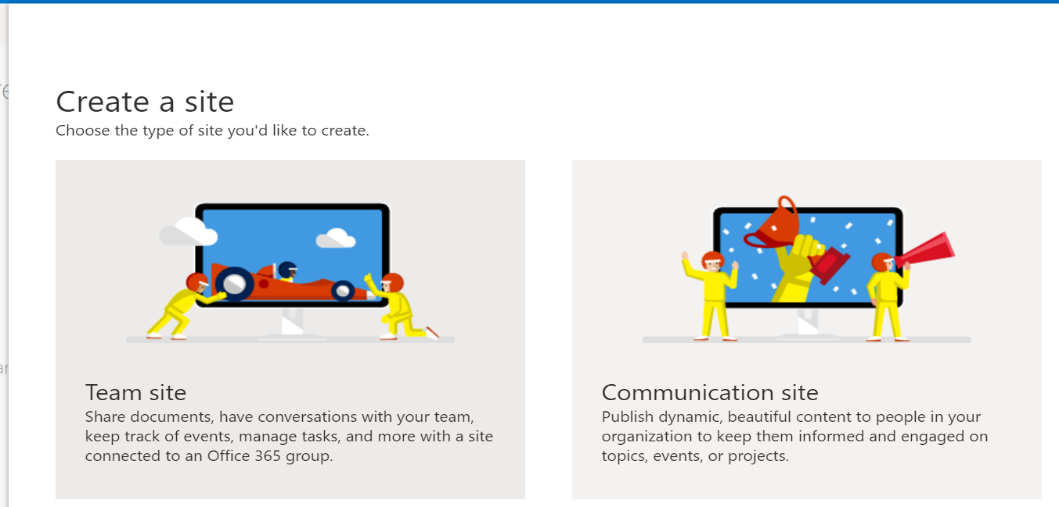 Create a site
Choose the type of site you'd like to create.
Team site
Share documents, have conversations with your team,
keep track of events, manage tasks, and more with a site
connected to an Office 365 group.
Communication site
Publish dynamic, beautiful content to people in your
organization to keep them informed and engaged on
topics, events, or projects.